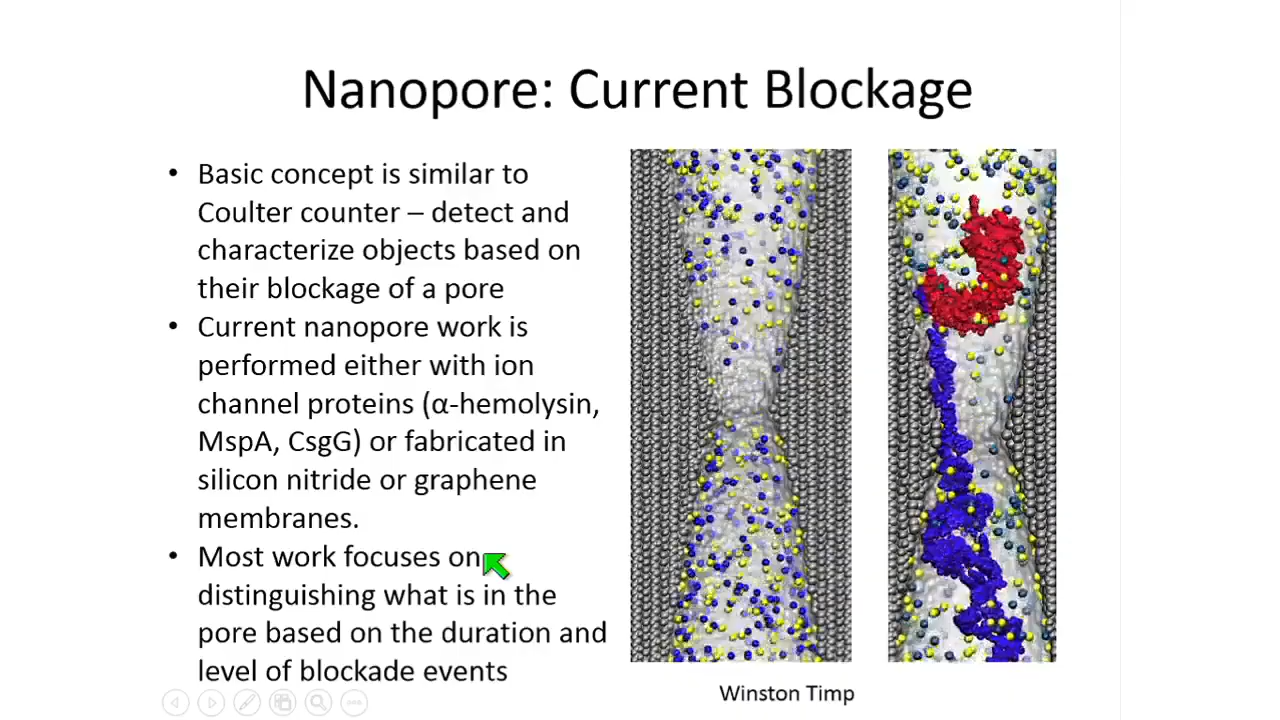 Nanopore: Current Blockage
• Basic concept is similar to
Coulter counter – detect and
characterize objects based on
their blockage of a pore
• Current nanopore work is
performed either with ion
channel proteins (α-hemolysin,
MspA, CsgG) or fabricated in
silicon nitride or graphene
membranes.
• Most work focuses on
distinguishing what is in the
pore based on the duration and
level of blockade events
Winston Timp